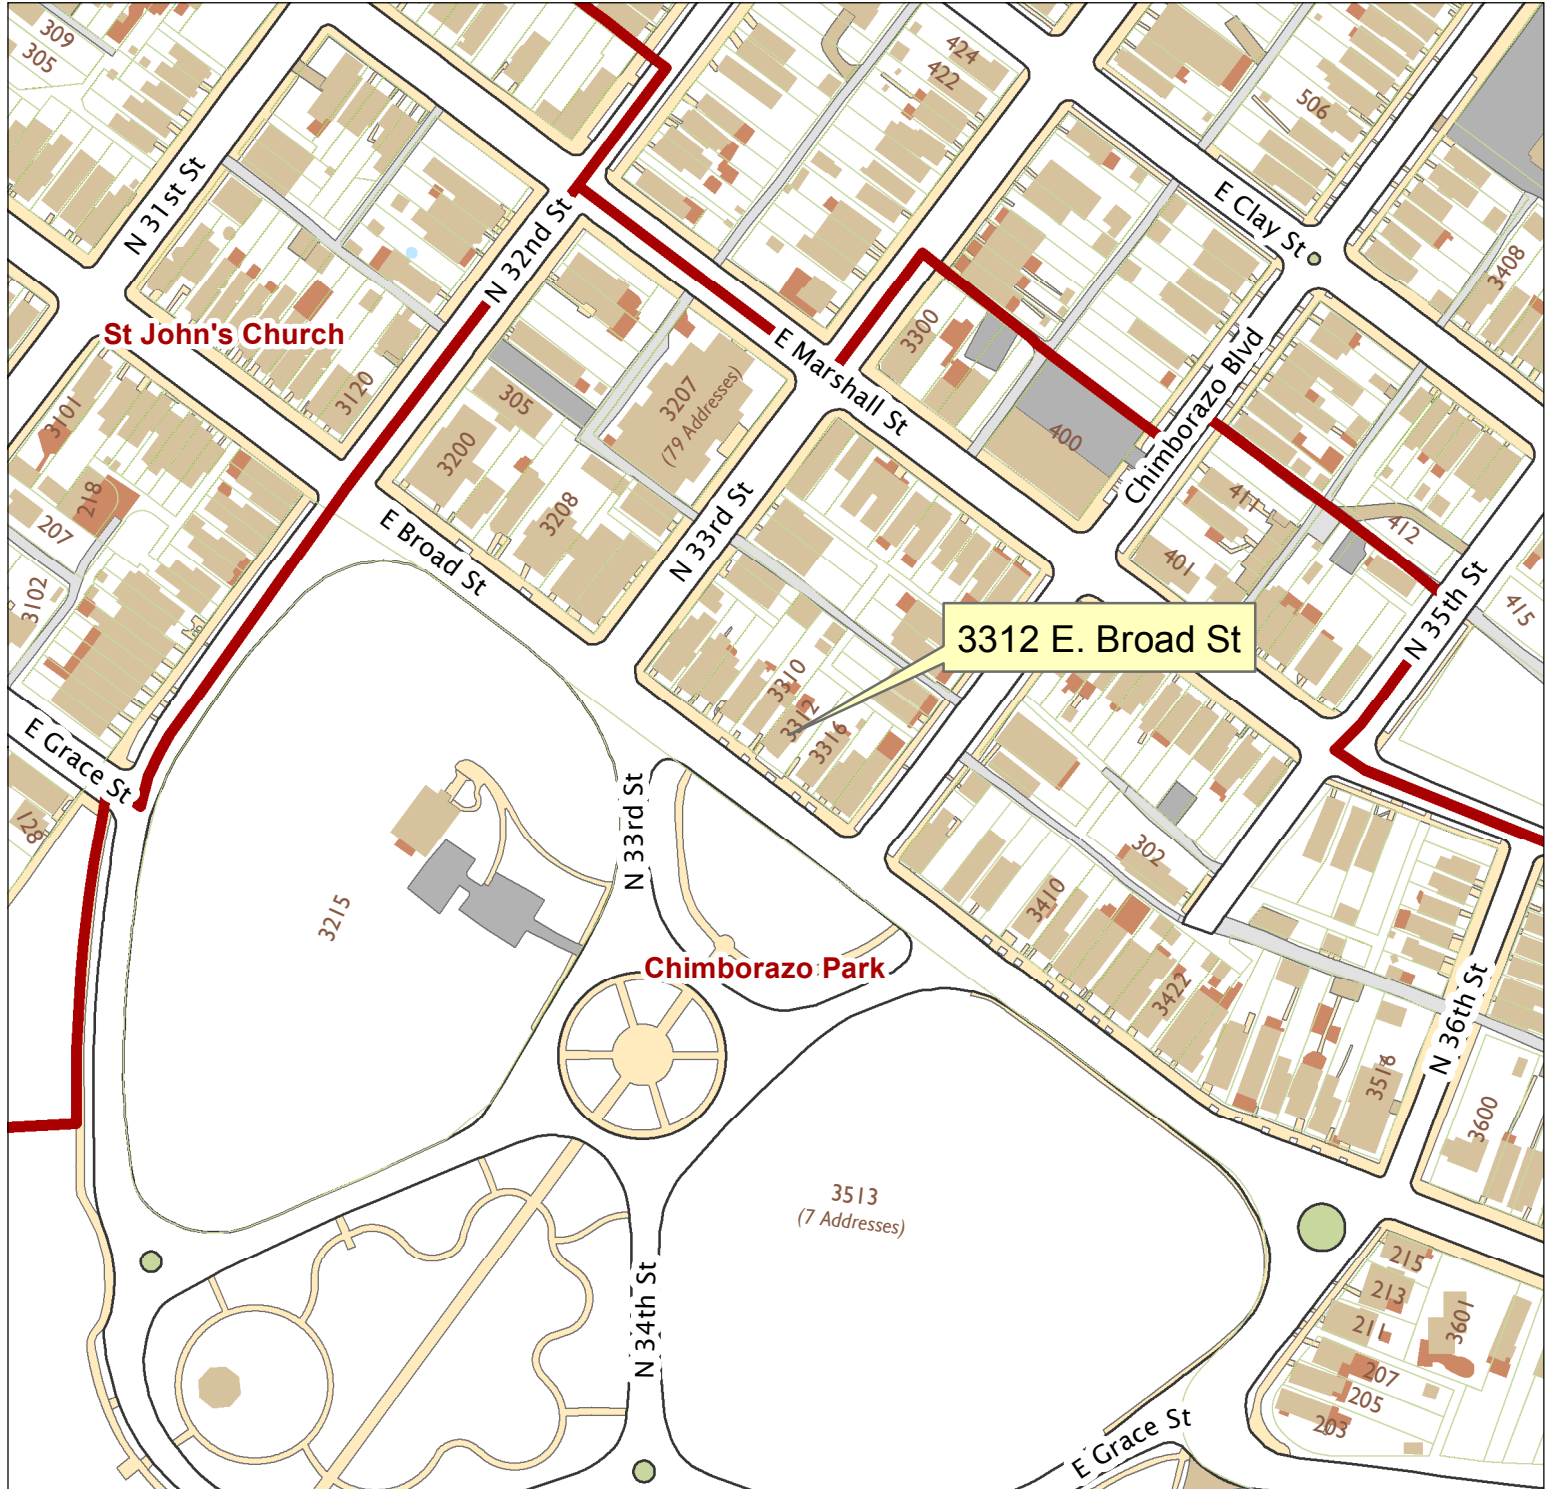 309
305
424
422
506
N 31st St
E Clay St
N 32nd St
3408
St John's Church
3300
E Marshall St
Chimborazo Blvd
3120
305
3207
(79 Addresses)
3101
3200
400
218
411
412
207
3208
N 33rd St
E Broad St
401
3102
N 35th St
415
3312 E. Broad St
3310
3312
3316
E Grace St
128
N 33rd St
302
3410
3215
Chimborazo Park
3422
N 36th St
3516
3600
3513
(7 Addresses)
215
213
N 34th St
211
3601
207
205
203
E Grace St